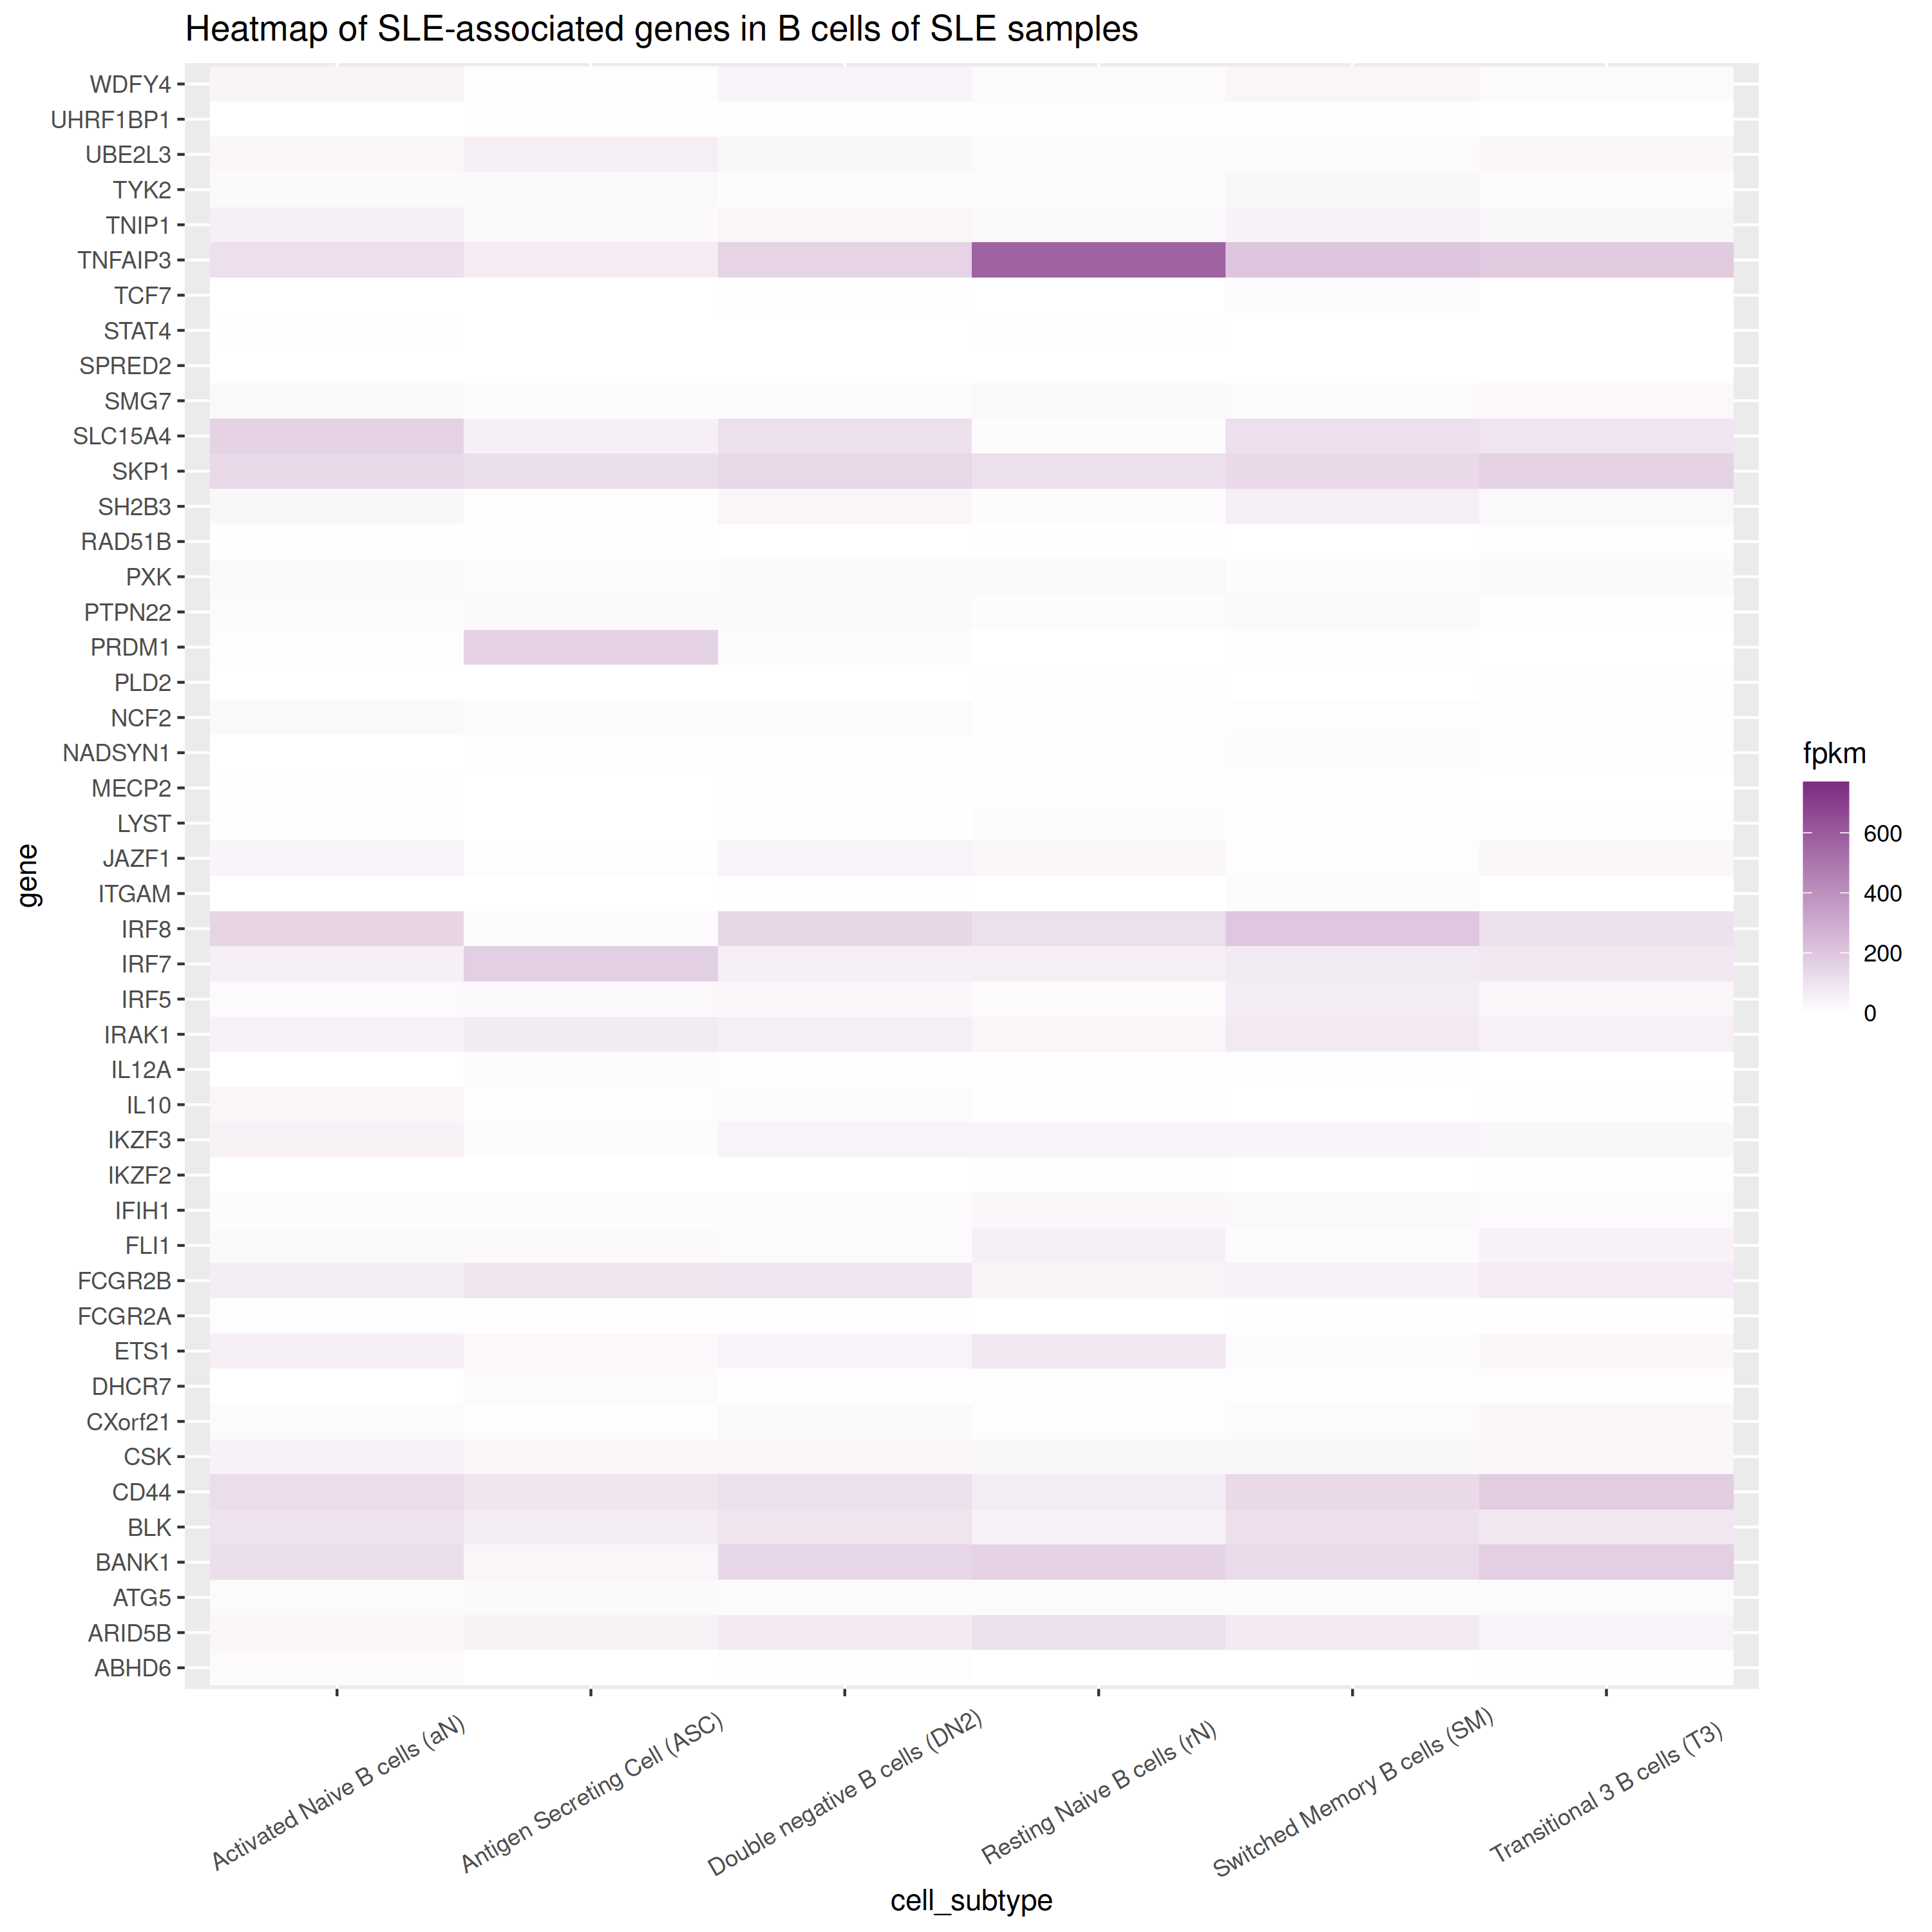 Heatmap of SLE-associated genes in B cells of SLE samples
WDFY4
UHRF1BP1
UBE2L3
TYK2
TNIP1
TNFAIP3
TCF7
STAT4
SPRED2
SMG7
SLC15A4
SKP1
SH2B3
RAD51B
PXK
PTPN22
PRDM1
PLD2
NCF2
NADSYN1
MECP2
LYST
JAZF1
ITGAM
IRF8
IRF7
IRF5
IRAK1
IL12A
IL10
IKZF3
IKZF2
IFIH1
FLI1
FCGR2B
FCGR2A
ETS1
DHCR7
CXorf21
CSK
CD44
BLK
BANK1
ATG5
ARID5B
ABHD6
gene
Activated Naive B cells (aN)
Antigen Secreting Cell (ASC)
Double negative B cells (DN2)
Resting Naive B cells (rN)
Switched Memory B cells (SM)
Transitional 3 B cells (T3)
cell_subtype
fpkm
600
400
200
0